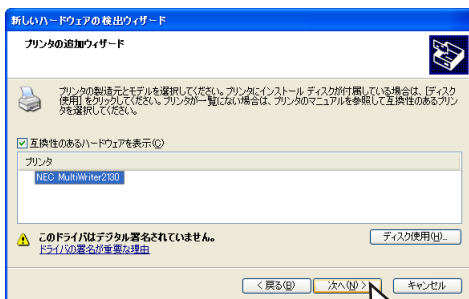 新しいハードウェアの検出ウィザード
プリンタの追加ウィザード
プリンタの製造元とモデルを選択してください。プリンタにインストール ディスクが付属している場合は、[ディスク
使用] をクリックしてください。プリンタが一覧にない場合は、プリンタのマニュアルを参照して互換性のあるプリン
タを選択してください。
互換性のあるハードウェアを表示(C)
プリンタ
NEC MultiWriter2130
このドライバはデジタル署名されていません。
ディスク使用(H)...
ドライバの署名が重要な理由
< 戻る(B)
次へ(N) >
キャンセル